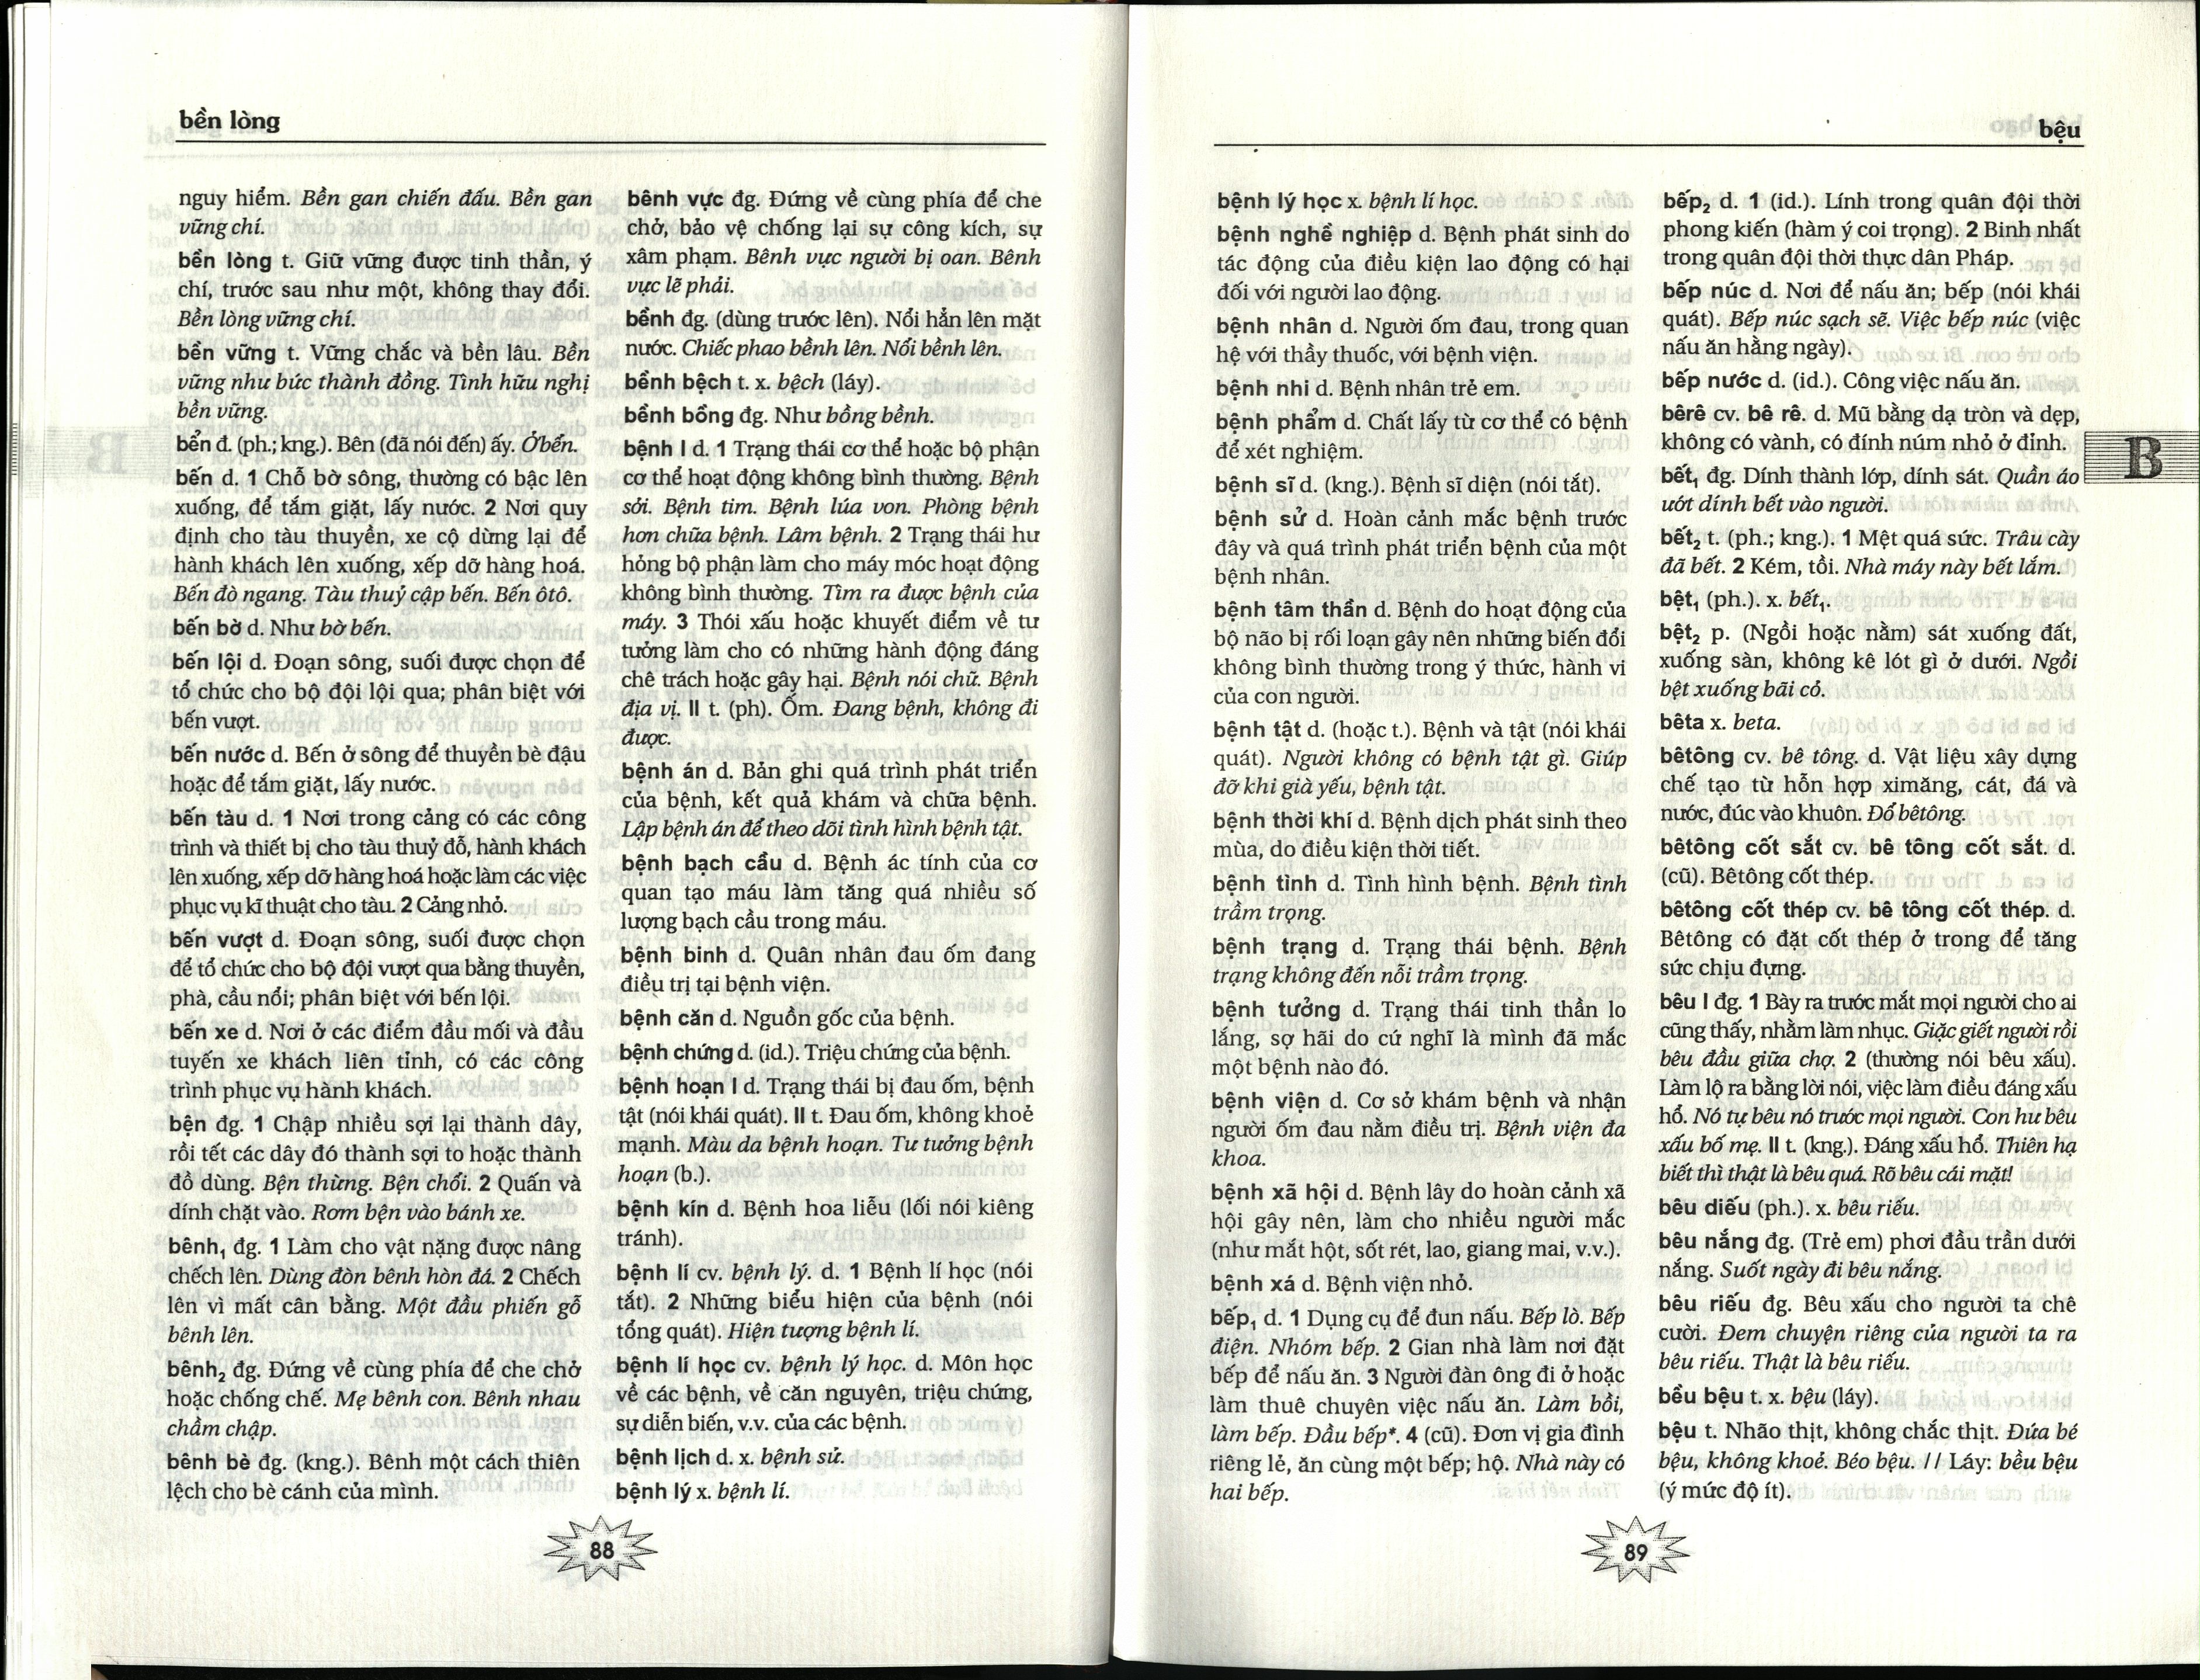 bền lòng
nguy hiểm. Bền gan chiến đấu. Bền gan
vững chí.
bền lòng t. Giữ vững được tinh thần, ý
chí, trước sau như một, không thay đổi.
Bền lòng vững chí.
bền vững t. Vững chắc và bền lâu. Bền
vững như bức thành đồng. Tình hữu nghị
bền vững.
bển đ. (ph.; kng.). Bên (đã nói đến) ấy. Ở bển.
bến d. 1 Chỗ bờ sông, thường có bậc lên
xuống, để tắm giặt, lấy nước. 2 Nơi quy
định cho tàu thuyền, xe cộ dừng lại để
hành khách lên xuống, xếp dỡ hàng hoá.
Bến đò ngang. Tàu thuỷ cập bến. Bến ôtô.
bến bờ d. Như bờ bến.
bến lội d. Đoạn sông, suối được chọn để
tổ chức cho bộ đội lội qua; phân biệt với
bến vượt.
bến nước d. Bến ở sông để thuyền bè đậu
hoặc để tắm giặt, lấy nước.
bến tàu d. 1 Nơi trong cảng có các công
trình và thiết bị cho tàu thuỷ đỗ, hành khách
lên xuống, xếp dỡ hàng hoá hoặc làm các việc
phục vụ kĩ thuật cho tàu. 2 Cảng nhỏ.
bến vượt d. Đoạn sông, suối được chọn
để tổ chức cho bộ đội vượt qua bằng thuyền,
phà, cầu nổi; phân biệt với bến lội.
bến xe d. Nơi ở các điểm đầu mối và đầu
tuyến xe khách liên tỉnh, có các công
trình phục vụ hành khách.
bện đg. 1 Chập nhiều sợi lại thành dây,
rồi tết các dây đó thành sợi to hoặc thành
đồ dùng. Bện thừng. Bện chổi. 2 Quấn và
dính chặt vào. Rơm bện vào bánh xe.
bênh₁ đg. 1 Làm cho vật nặng được nâng
chếch lên. Dùng đòn bênh hòn đá. 2 Chếch
lên vì mất cân bằng. Một đầu phiến gỗ
bênh lên.
bênh₂ đg. Đứng về cùng phía để che chở
hoặc chống chế. Mẹ bênh con. Bênh nhau
chầm chập.
bênh bè đg. (kng.). Bênh một cách thiên
lệch cho bè cánh của mình.
bênh vực đg. Đứng về cùng phía để che
chở, bảo vệ chống lại sự công kích, sự
xâm phạm. Bênh vực người bị oan. Bênh
vực lẽ phải.
bềnh đg. (dùng trước lên). Nổi hẳn lên mặt
nước. Chiếc phao bềnh lên. Nổi bềnh lên.
bềnh bệch t. x. bệch (láy).
bềnh bồng đg. Như bồng bềnh.
bệnh I d. 1 Trạng thái cơ thể hoặc bộ phận
cơ thể hoạt động không bình thường. Bệnh
sởi. Bệnh tim. Bệnh lúa von. Phòng bệnh
hơn chữa bệnh. Lâm bệnh. 2 Trạng thái hư
hỏng bộ phận làm cho máy móc hoạt động
không bình thường. Tìm ra được bệnh của
máy. 3 Thói xấu hoặc khuyết điểm về tư
tưởng làm cho có những hành động đáng
chê trách hoặc gây hại. Bệnh nói chữ. Bệnh
địa vị. II t. (ph). Ốm. Đang bệnh, không đi
được.
bệnh án d. Bản ghi quá trình phát triển
của bệnh, kết quả khám và chữa bệnh.
Lập bệnh án để theo dõi tình hình bệnh tật.
bệnh bạch cầu d. Bệnh ác tính của cơ
quan tạo máu làm tăng quá nhiều số
lượng bạch cầu trong máu.
bệnh binh d. Quân nhân đau ốm đang
điều trị tại bệnh viện.
bệnh căn d. Nguồn gốc của bệnh.
bệnh chứng d. (id.). Triệu chứng của bệnh.
bệnh hoạn I d. Trạng thái bị đau ốm, bệnh
tật (nói khái quát). II t. Đau ốm, không khoẻ
mạnh. Màu da bệnh hoạn. Tư tưởng bệnh
hoạn (b.).
bệnh kín d. Bệnh hoa liễu (lối nói kiêng
tránh).
bệnh lí cv. bệnh lý. d. 1 Bệnh lí học (nói
tắt). 2 Những biểu hiện của bệnh (nói
tổng quát). Hiện tượng bệnh lí.
bệnh lí học cv. bệnh lý học. d. Môn học
về các bệnh, về căn nguyên, triệu chứng,
sự diễn biến, v.v. của các bệnh.
bệnh lịch d. x. bệnh sử.
bệnh lý x. bệnh lí.
88
bệu
bệnh lý học x. bệnh lí học.
bệnh nghề nghiệp d. Bệnh phát sinh do
tác động của điều kiện lao động có hại
đối với người lao động.
bệnh nhân d. Người ốm đau, trong quan
hệ với thầy thuốc, với bệnh viện.
bệnh nhi d. Bệnh nhân trẻ em.
bệnh phẩm d. Chất lấy từ cơ thể có bệnh
để xét nghiệm.
bệnh sĩ d. (kng.). Bệnh sĩ diện (nói tắt).
bệnh sử d. Hoàn cảnh mắc bệnh trước
đây và quá trình phát triển bệnh của một
bệnh nhân.
bệnh tâm thần d. Bệnh do hoạt động của
bộ não bị rối loạn gây nên những biến đổi
không bình thường trong ý thức, hành vi
của con người.
bệnh tật d. (hoặc t.). Bệnh và tật (nói khái
quát). Người không có bệnh tật gì. Giúp
đỡ khi già yếu, bệnh tật.
bệnh thời khí d. Bệnh dịch phát sinh theo
mùa, do điều kiện thời tiết.
bệnh tình d. Tình hình bệnh. Bệnh tình
trầm trọng.
bệnh trạng d. Trạng thái bệnh. Bệnh
trạng không đến nỗi trầm trọng.
bệnh tưởng d. Trạng thái tinh thần lo
lắng, sợ hãi do cứ nghĩ là mình đã mắc
một bệnh nào đó.
bệnh viện d. Cơ sở khám bệnh và nhận
người ốm đau nằm điều trị. Bệnh viện đa
khoa.
bệnh xã hội d. Bệnh lây do hoàn cảnh xã
hội gây nên, làm cho nhiều người mắc
(như mắt hột, sốt rét, lao, giang mai, v.v.).
bệnh xá d. Bệnh viện nhỏ.
bếp₁ d. 1 Dụng cụ để đun nấu. Bếp lò. Bếp
điện. Nhóm bếp. 2 Gian nhà làm nơi đặt
bếp để nấu ăn. 3 Người đàn ông đi ở hoặc
làm thuê chuyên việc nấu ăn. Làm bồi,
làm bếp. Đầu bếp*. 4 (cũ). Đơn vị gia đình
riêng lẻ, ăn cùng một bếp; hộ. Nhà này có
hai bếp.
bếp₂ d. 1 (id.). Lính trong quân đội thời
phong kiến (hàm ý coi trọng). 2 Binh nhất
trong quân đội thời thực dân Pháp.
bếp núc d. Nơi để nấu ăn; bếp (nói khái
quát). Bếp núc sạch sẽ. Việc bếp núc (việc
nấu ăn hằng ngày).
bếp nước d. (id.). Công việc nấu ăn.
bêrê cv. bê rê. d. Mũ bằng dạ tròn và dẹp,
không có vành, có đính núm nhỏ ở đỉnh.
B
bết₁ đg. Dính thành lớp, dính sát. Quần áo
ướt dính bết vào người.
bết₂ t. (ph.; kng.). 1 Mệt quá sức. Trâu cày
đã bết. 2 Kém, tồi. Nhà máy này bết lắm.
bệt₁ (ph.). x. bết₁.
bệt₂ p. (Ngồi hoặc nằm) sát xuống đất,
xuống sàn, không kê lót gì ở dưới. Ngồi
bệt xuống bãi cỏ.
bêta x. beta.
bêtông cv. bê tông. d. Vật liệu xây dựng
chế tạo từ hỗn hợp ximăng, cát, đá và
nước, đúc vào khuôn. Đổ bêtông.
bêtông cốt sắt cv. bê tông cốt sắt. d.
(cũ). Bêtông cốt thép.
bêtông cốt thép cv. bê tông cốt thép. d.
Bêtông có đặt cốt thép ở trong để tăng
sức chịu đựng.
bêu I đg. 1 Bày ra trước mắt mọi người cho ai
cũng thấy, nhằm làm nhục. Giặc giết người rồi
bêu đầu giữa chợ. 2 (thường nói bêu xấu).
Làm lộ ra bằng lời nói, việc làm điều đáng xấu
hổ. Nó tự bêu nó trước mọi người. Con hư bêu
xấu bố mẹ. II t. (kng.). Đáng xấu hổ. Thiên hạ
biết thì thật là bêu quá. Rõ bêu cái mặt!
bêu diếu (ph.). x. bêu riếu.
bêu nắng đg. (Trẻ em) phơi đầu trần dưới
nắng. Suốt ngày đi bêu nắng.
bêu riếu đg. Bêu xấu cho người ta chê
cười. Đem chuyện riêng của người ta ra
bêu riếu. Thật là bêu riếu.
bều bệu t. x. bệu (láy).
bệu t. Nhão thịt, không chắc thịt. Đứa bé
bệu, không khoẻ. Béo bệu. // Láy: bều bệu
(ý mức độ ít).
89